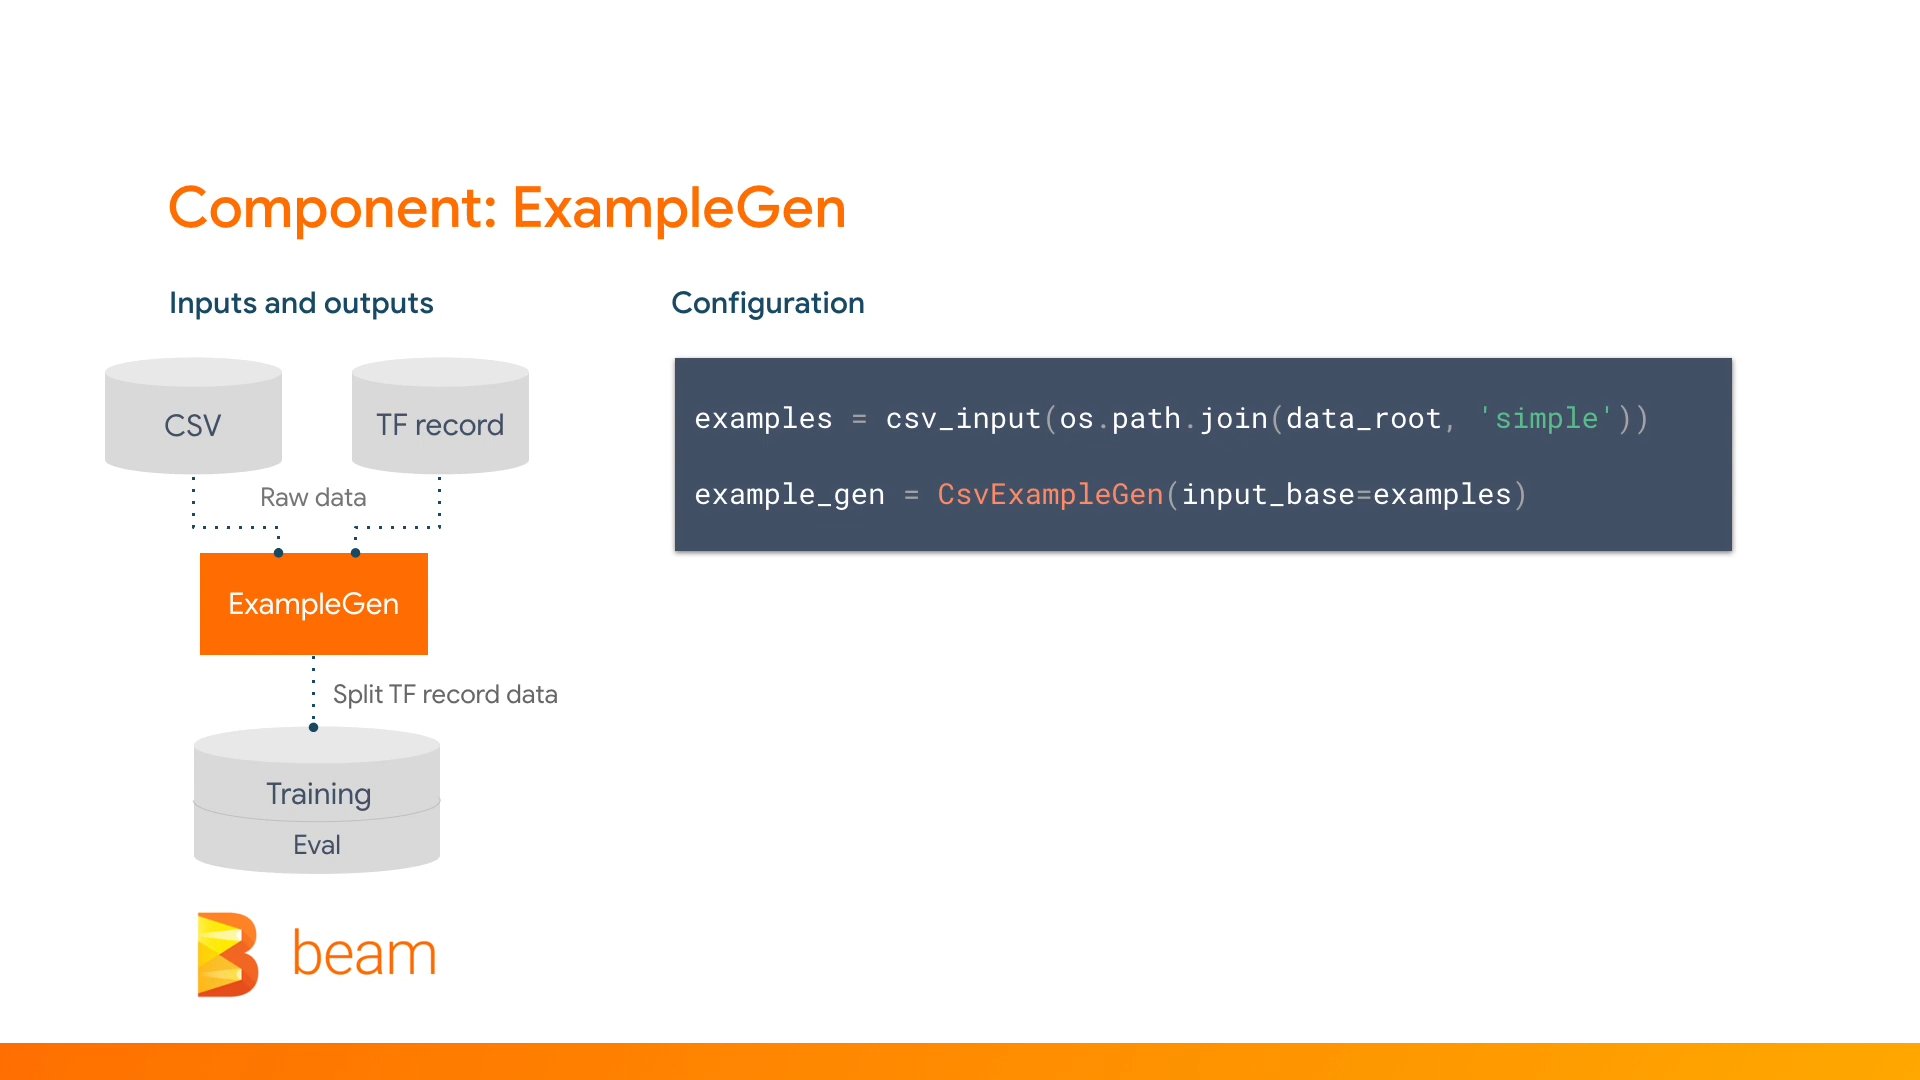 Component: ExampleGen
Inputs and outputs
CSV
TF record
Raw data
ExampleGen
Split TF record data
Training
Eval
beam
Configuration
examples = csv_input(os.path.join(data_root, 'simple'))
example_gen = CsvExampleGen(input_base=examples)